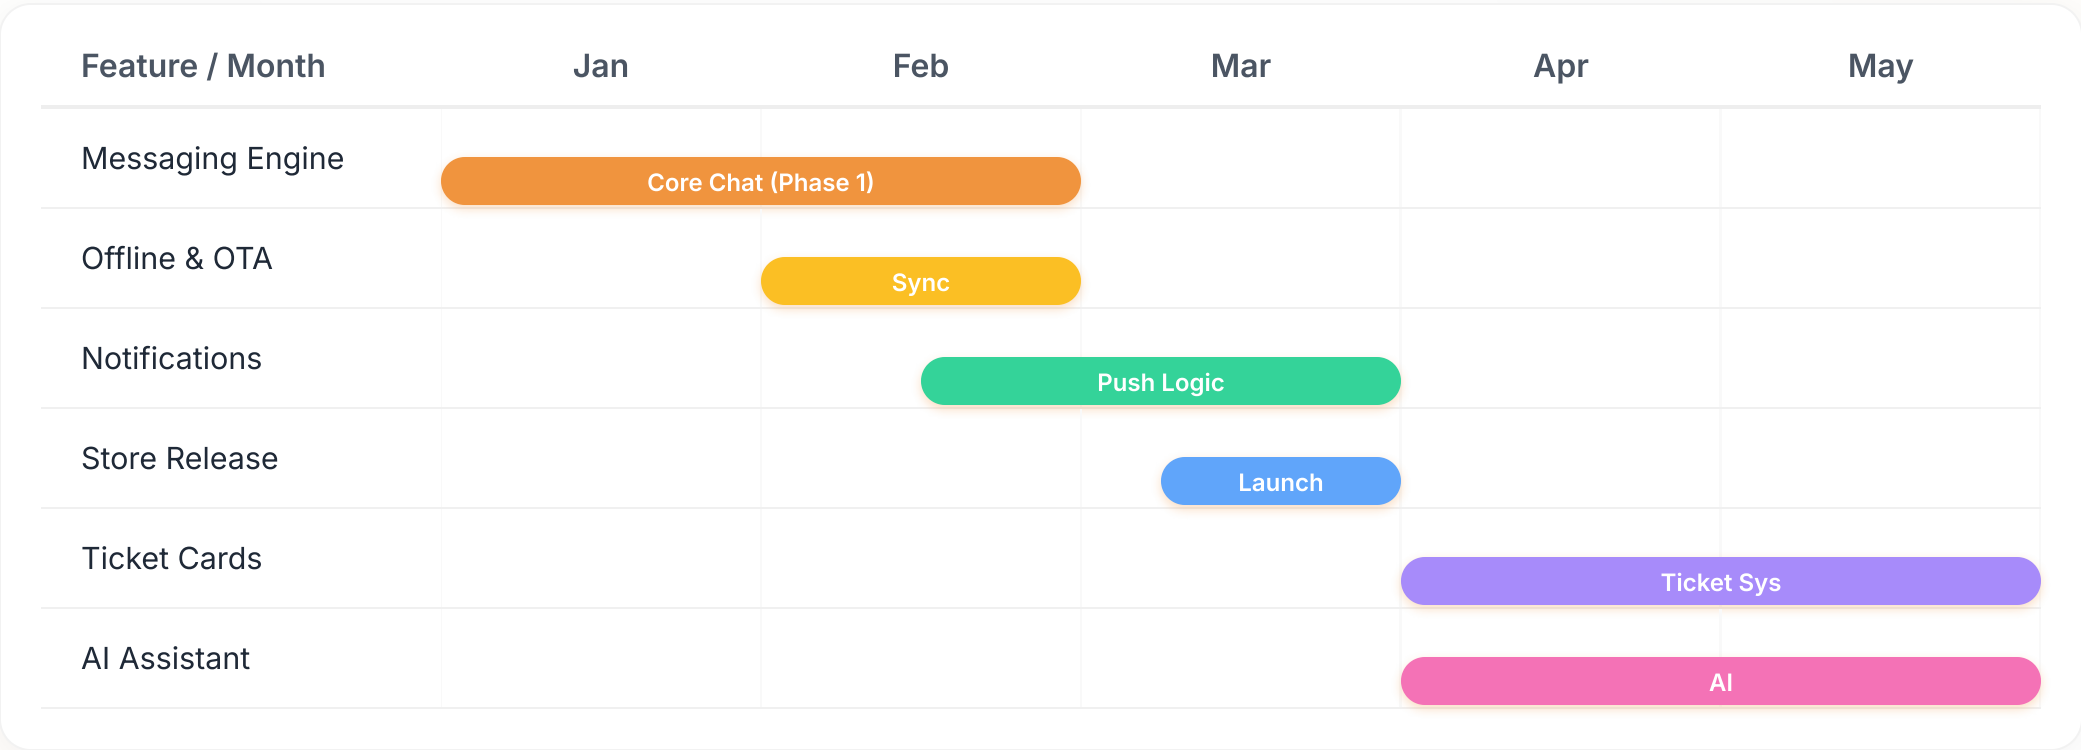 Feature / Month Jan Feb Mar Apr May
Messaging Engine
Core Chat (Phase 1)
Offline & OTA
Sync
Notifications
Push Logic
Store Release
Launch
Ticket Cards
Ticket Sys
AI Assistant
AI